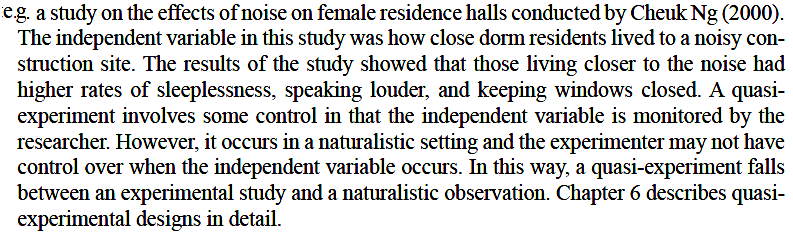 e.g. a study on the effects of noise on female residence halls conducted by Cheuk Ng (2000).
The independent variable in this study was how close dorm residents lived to a noisy con-
struction site. The results of the study showed that those living closer to the noise had
higher rates of sleeplessness, speaking louder, and keeping windows closed. A quasi-
experiment involves some control in that the independent variable is monitored by the
researcher. However, it occurs in a naturalistic setting and the experimenter may not have
control over when the independent variable occurs. In this way, a quasi-experiment falls
between an experimental study and a naturalistic observation. Chapter 6 describes quasi-
experimental designs in detail.